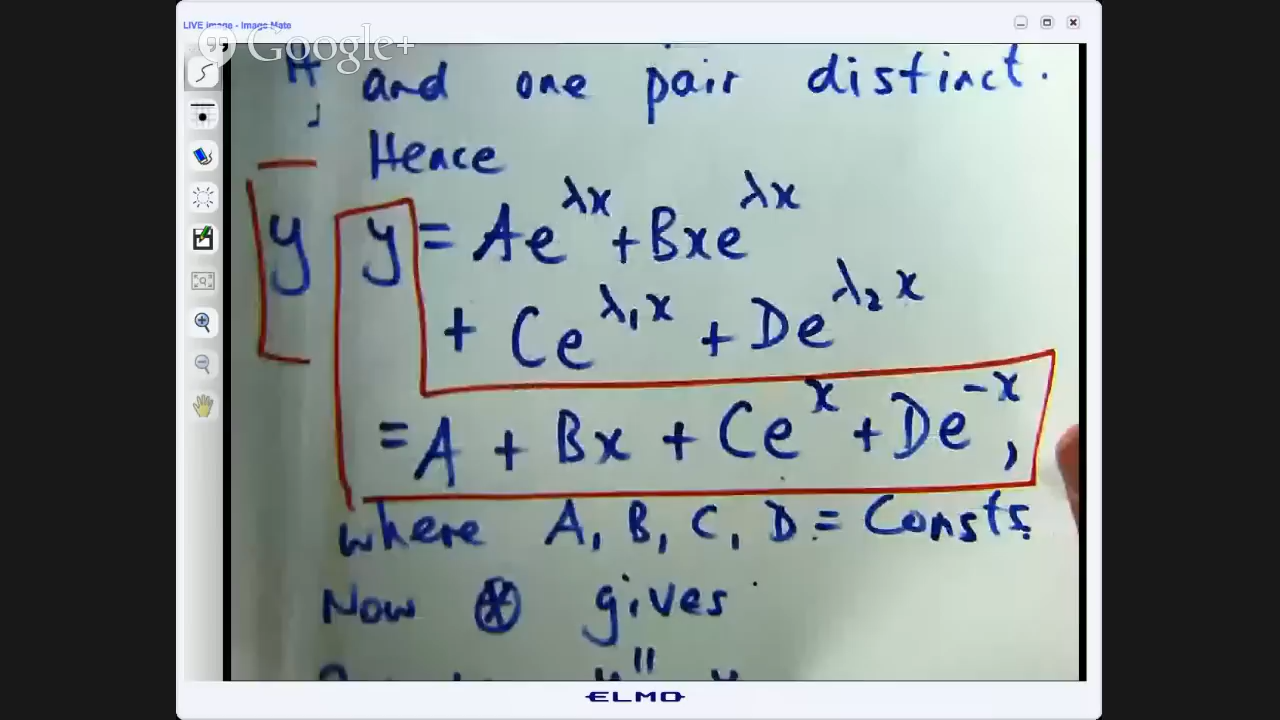 LIVE image - Image Mate
Google+
and one pair distinct.
Hence
y y = Ae^{λx} + Bxe^{λx}
+ Ce^{λ₁x} + De^{λ₂x}
= A + Bx + Ce^{x} + De^{-x},
where A, B, C, D = Consts.
Now ⊛ gives
ELMO